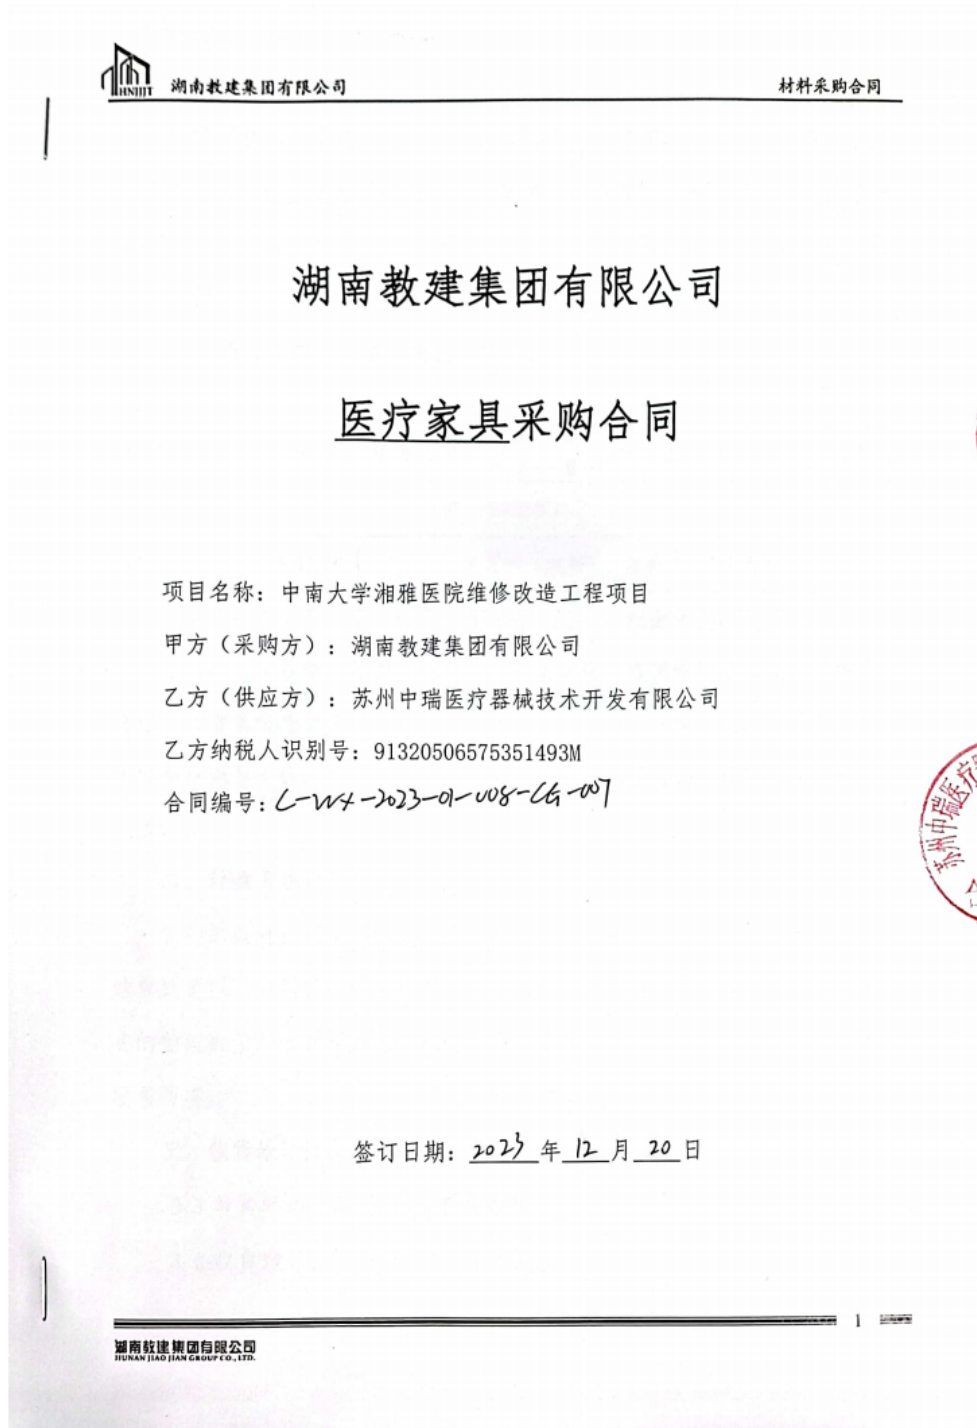 HNJJJT 湖南教建集团有限公司 材料采购合同
湖南教建集团有限公司
医疗家具采购合同
项目名称：中南大学湘雅医院维修改造工程项目
甲方（采购方）：湖南教建集团有限公司
乙方（供应方）：苏州中瑞医疗器械技术开发有限公司
乙方纳税人识别号：91320506575351493M
合同编号：L-WX-2023-01-008-CG-007
苏州中瑞医疗
签订日期：2023年12月20日
1
湖南教建集团有限公司
HUNAN JIAO JIAN GROUP CO., LTD.